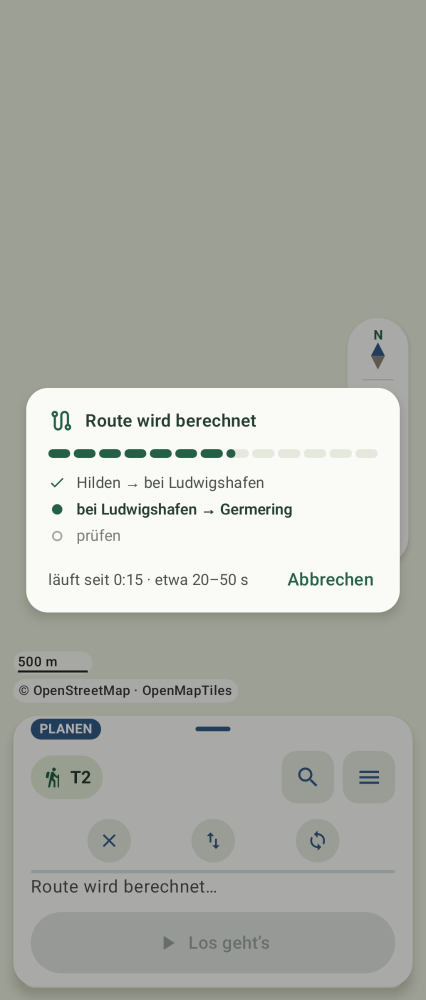 N
Route wird berechnet
Hilden → bei Ludwigshafen
bei Ludwigshafen → Germering
prüfen
läuft seit 0:15 · etwa 20–50 s
Abbrechen
500 m
© OpenStreetMap · OpenMapTiles
PLANEN
T2
Route wird berechnet…
Los geht’s